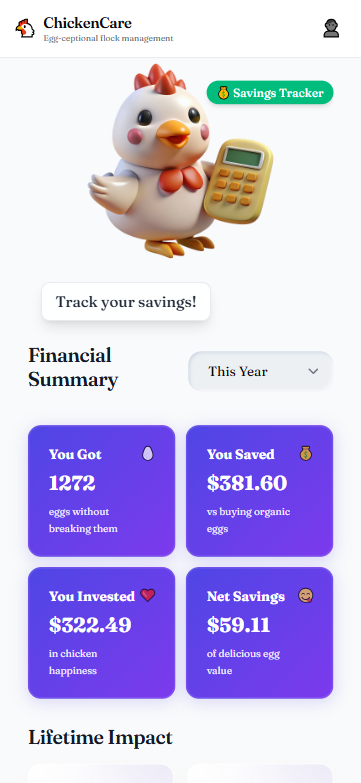 ChickenCare
Egg-ceptional flock management
Savings Tracker
Track your savings!
Financial
Summary
This Year
You Got
1272
eggs without
breaking them
You Saved
$381.60
vs buying organic
eggs
You Invested
$322.49
in chicken
happiness
Net Savings
$59.11
of delicious egg
value
Lifetime Impact